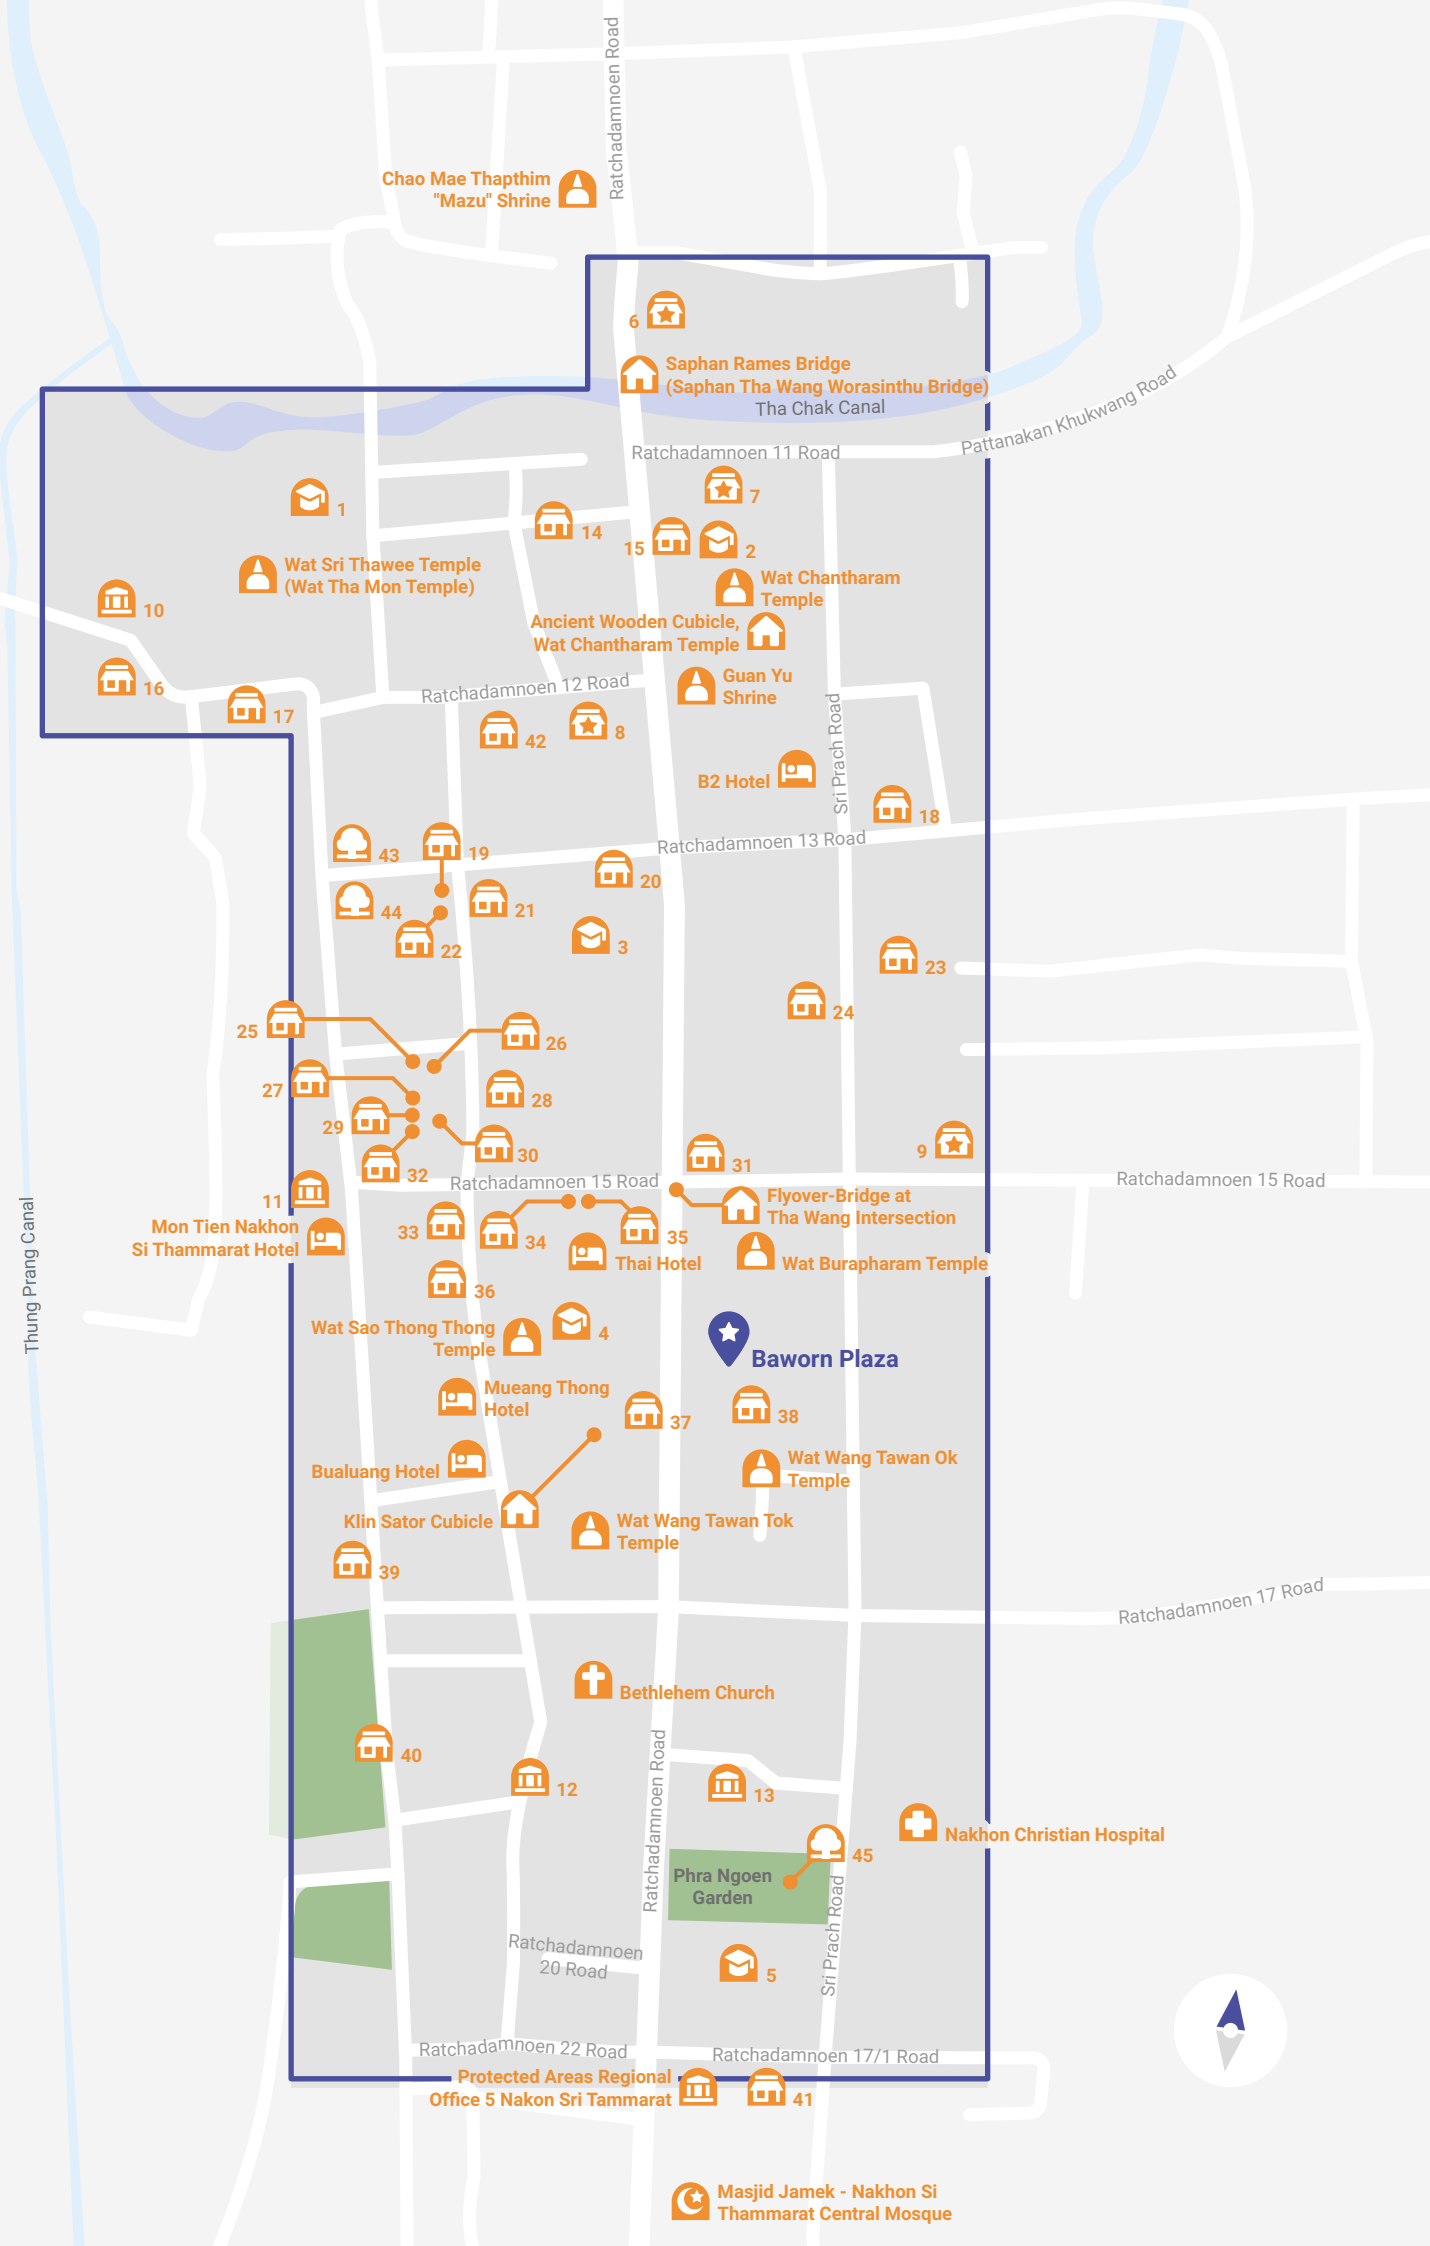 Ratchadamnoen Road
Chao Mae Thapthim
"Mazu" Shrine
6
Saphan Rames Bridge
(Saphan Tha Wang Worasinthu Bridge)
Tha Chak Canal
Pattanakan Khukwang Road
Ratchadamnoen 11 Road
7
1
14
15
2
Wat Sri Thawee Temple
(Wat Tha Mon Temple)
Wat Chantharam
Temple
10
Ancient Wooden Cubicle,
Wat Chantharam Temple
16
17
Ratchadamnoen 12 Road
Guan Yu
Shrine
42
8
Sri Prach Road
B2 Hotel
18
43
19
Ratchadamnoen 13 Road
20
44
21
22
3
23
24
25
26
27
28
29
30
9
31
32
11
Ratchadamnoen 15 Road
Ratchadamnoen 15 Road
Flyover-Bridge at
Tha Wang Intersection
Mon Tien Nakhon
Si Thammarat Hotel
33
34
35
Thai Hotel
Wat Burapharam Temple
Thung Prang Canal
36
Wat Sao Thong Thong
Temple
4
Baworn Plaza
Mueang Thong
Hotel
37
38
Bualuang Hotel
Wat Wang Tawan Ok
Temple
Klin Sator Cubicle
Wat Wang Tawan Tok
Temple
39
Ratchadamnoen 17 Road
Bethlehem Church
40
12
Ratchadamnoen Road
13
Nakhon Christian Hospital
45
Phra Ngoen
Garden
Sri Prach Road
Ratchadamnoen
20 Road
5
Ratchadamnoen 22 Road
Ratchadamnoen 17/1 Road
Protected Areas Regional
Office 5 Nakon Sri Tammarat
41
Masjid Jamek - Nakhon Si
Thammarat Central Mosque